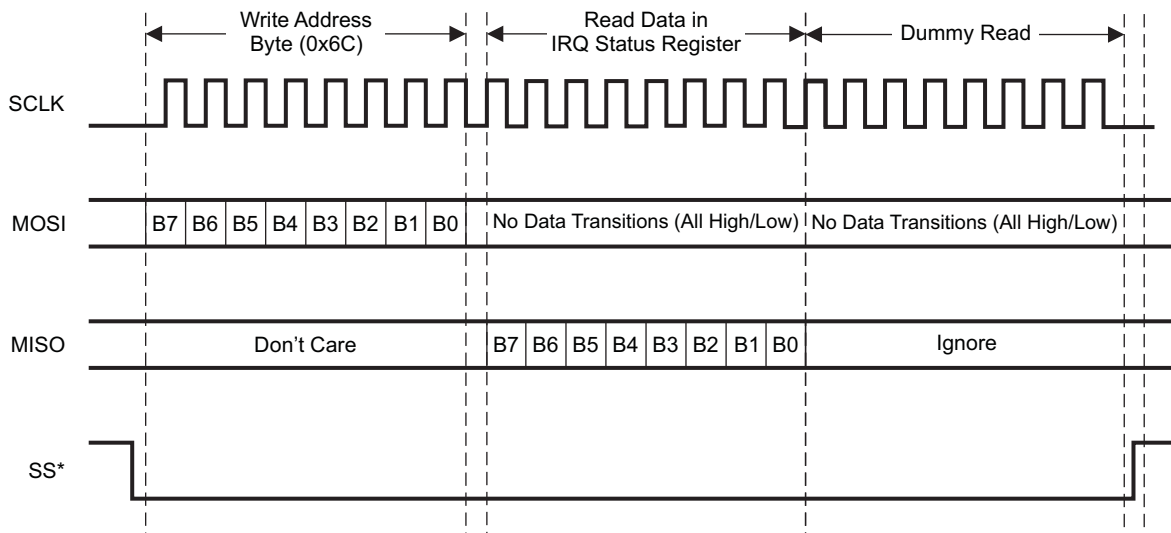 Write Address
Byte (0x6C)
Read Data in
IRQ Status Register
Dummy Read
SCLK
MOSI
B7 B6 B5 B4 B3 B2 B1 B0
No Data Transitions (All High/Low)
No Data Transitions (All High/Low)
MISO
Don't Care
B7 B6 B5 B4 B3 B2 B1 B0
Ignore
SS*